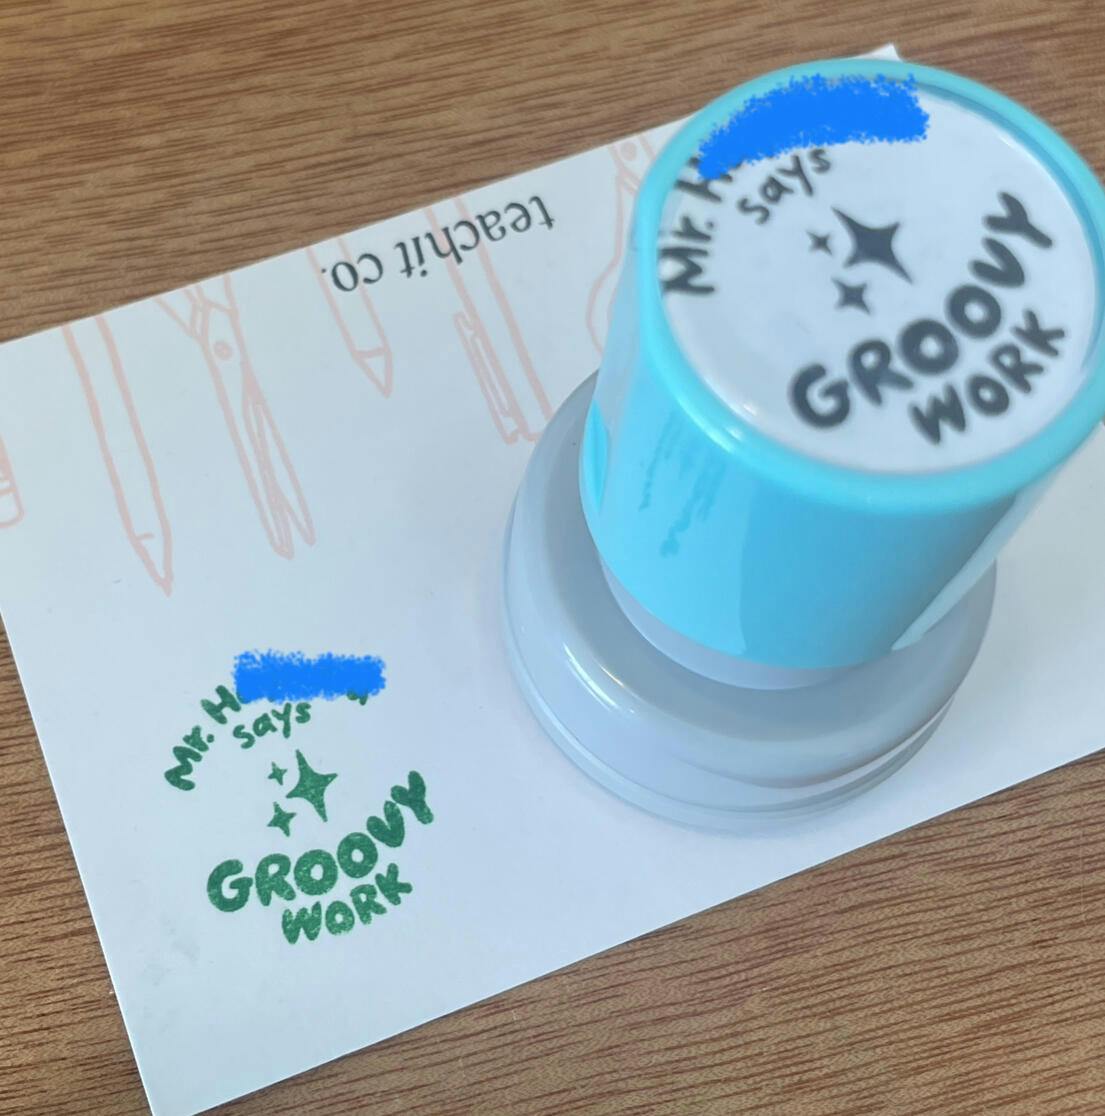 teachit co.
Mr. H
says
GROOVY
WORK
Mr. H
says
GROOVY
WORK